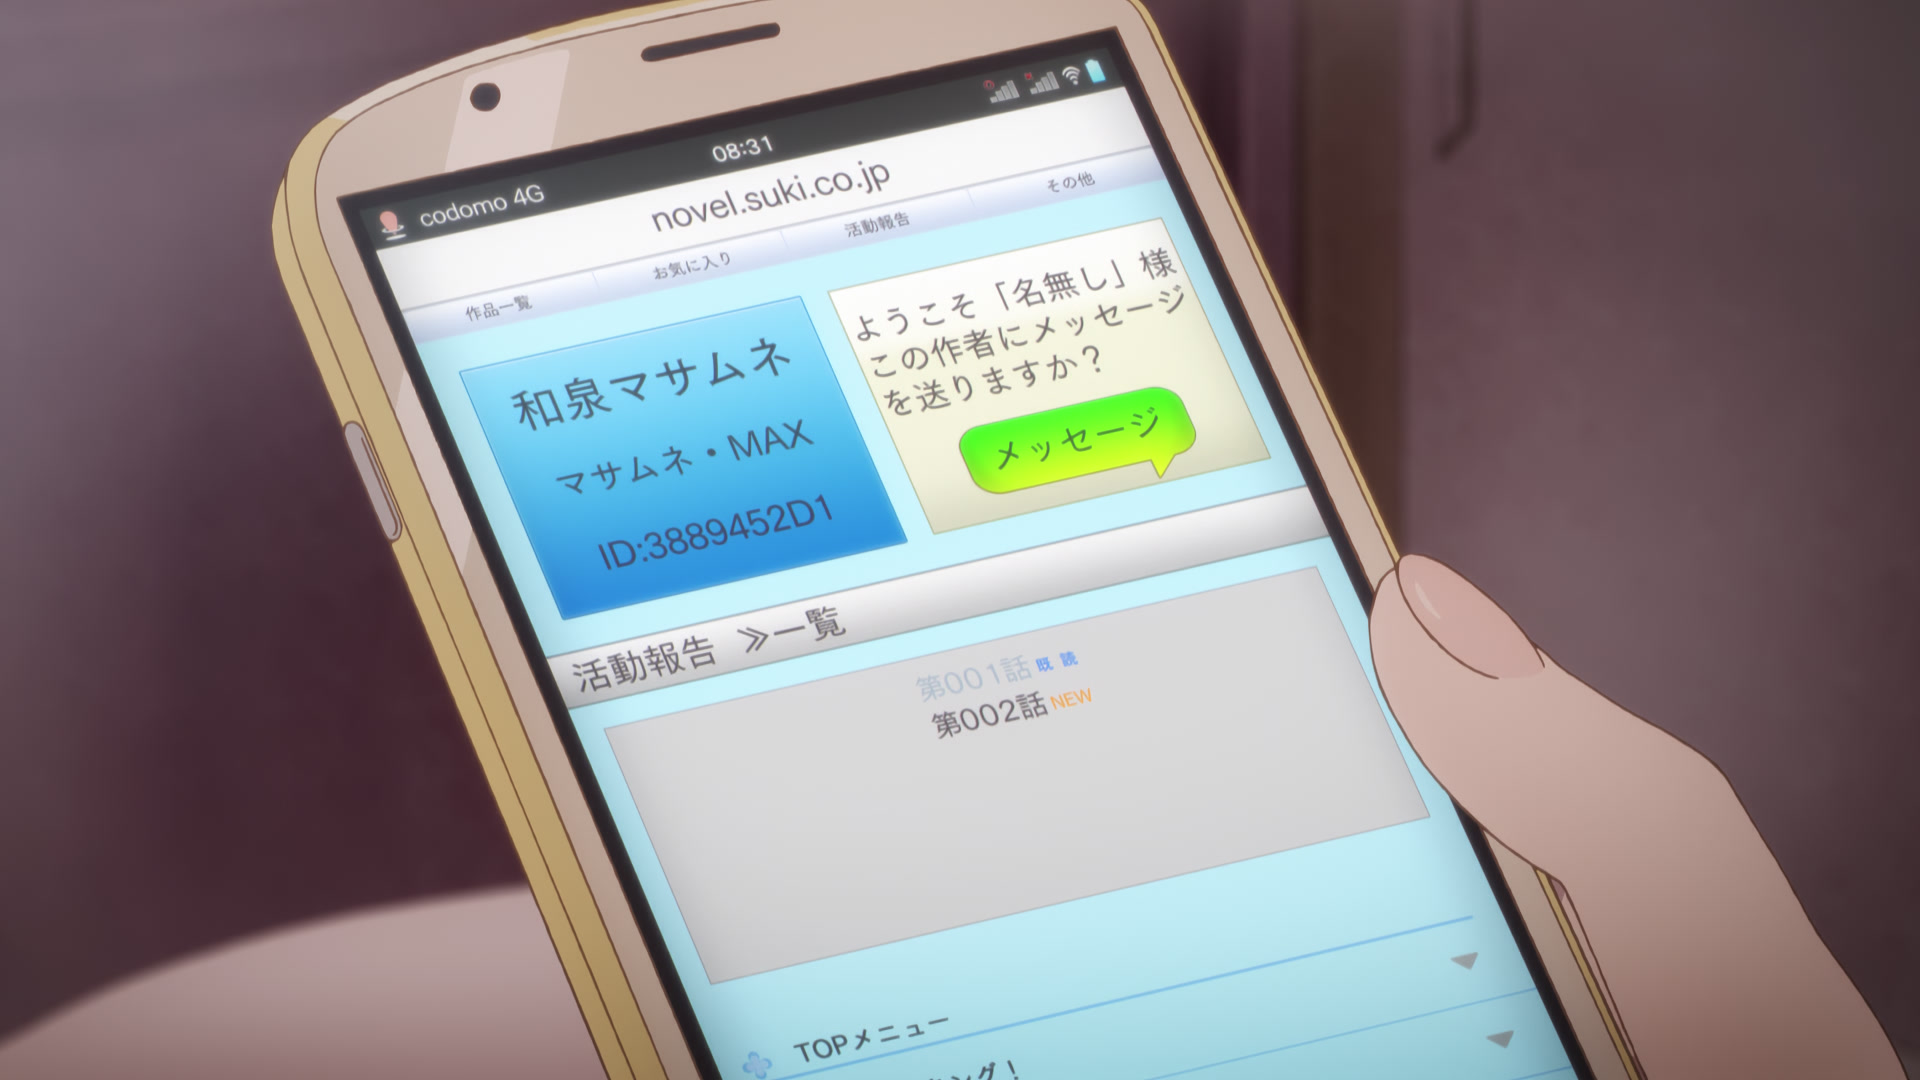 codomo 4G
08:31
novel.suki.co.jp
作品一覧
お気に入り
活動報告
その他
和泉マサムネ
マサムネ・MAX
ID:3889452D1
ようこそ「名無し」様
この作者にメッセージ
を送りますか？
メッセージ
活動報告 ≫一覧
第001話 既読
第002話 NEW
TOPメニュー
キング！